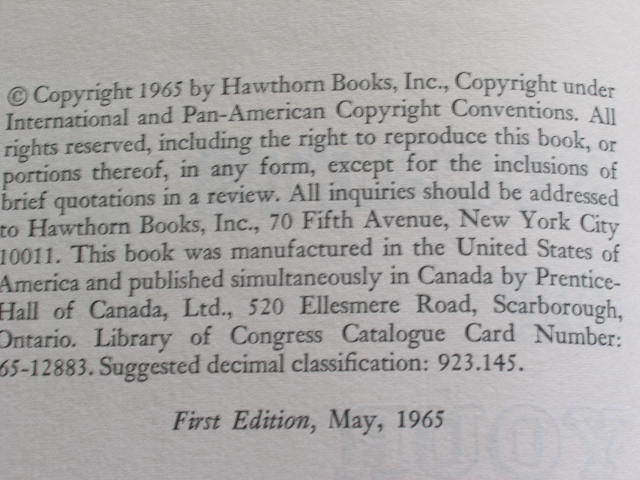 © Copyright 1965 by Hawthorn Books, Inc., Copyright under
International and Pan-American Copyright Conventions. All
rights reserved, including the right to reproduce this book, or
portions thereof, in any form, except for the inclusions of
brief quotations in a review. All inquiries should be addressed
to Hawthorn Books, Inc., 70 Fifth Avenue, New York City
10011. This book was manufactured in the United States of
America and published simultaneously in Canada by Prentice-
Hall of Canada, Ltd., 520 Ellesmere Road, Scarborough,
Ontario. Library of Congress Catalogue Card Number:
65-12883. Suggested decimal classification: 923.145.
First Edition, May, 1965